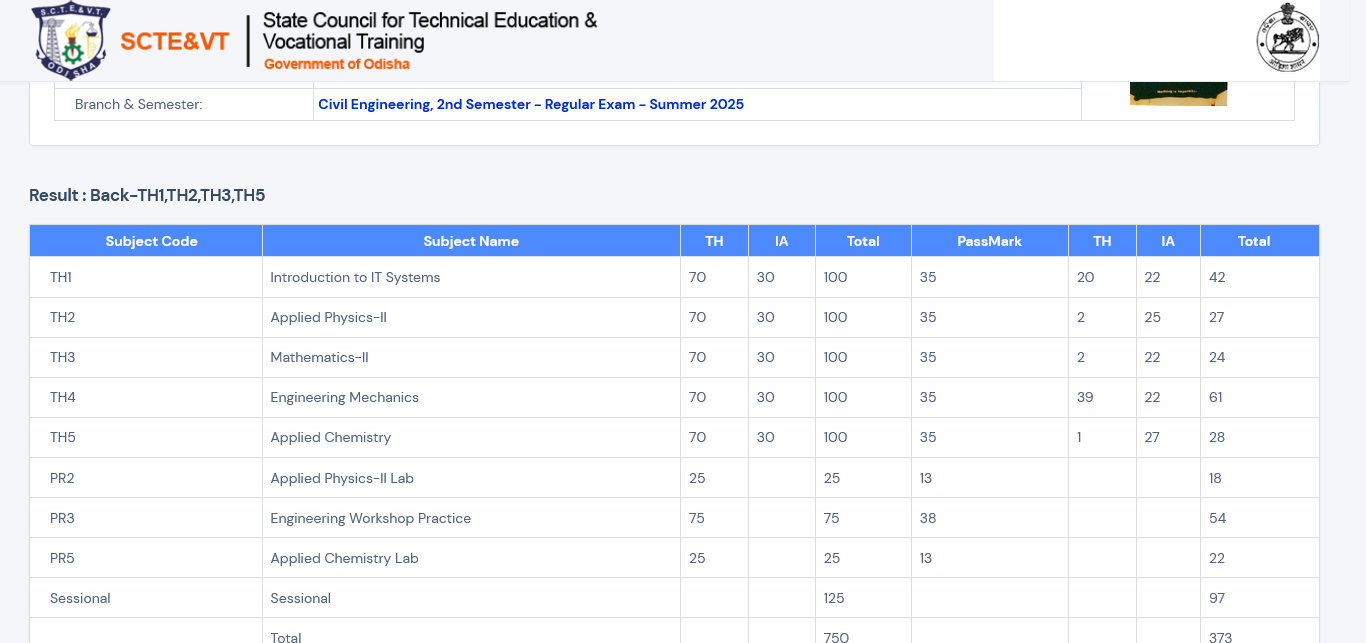 S.C.T.E.&V.T.
ODISHA
SCTE&VT
State Council for Technical Education &
Vocational Training
Government of Odisha
Branch & Semester: Civil Engineering, 2nd Semester - Regular Exam - Summer 2025
Result : Back-TH1,TH2,TH3,TH5
Subject Code Subject Name TH IA Total PassMark TH IA Total
TH1 Introduction to IT Systems 70 30 100 35 20 22 42
TH2 Applied Physics-II 70 30 100 35 2 25 27
TH3 Mathematics-II 70 30 100 35 2 22 24
TH4 Engineering Mechanics 70 30 100 35 39 22 61
TH5 Applied Chemistry 70 30 100 35 1 27 28
PR2 Applied Physics-II Lab 25 25 13 18
PR3 Engineering Workshop Practice 75 75 38 54
PR5 Applied Chemistry Lab 25 25 13 22
Sessional Sessional 125 97
Total 750 373